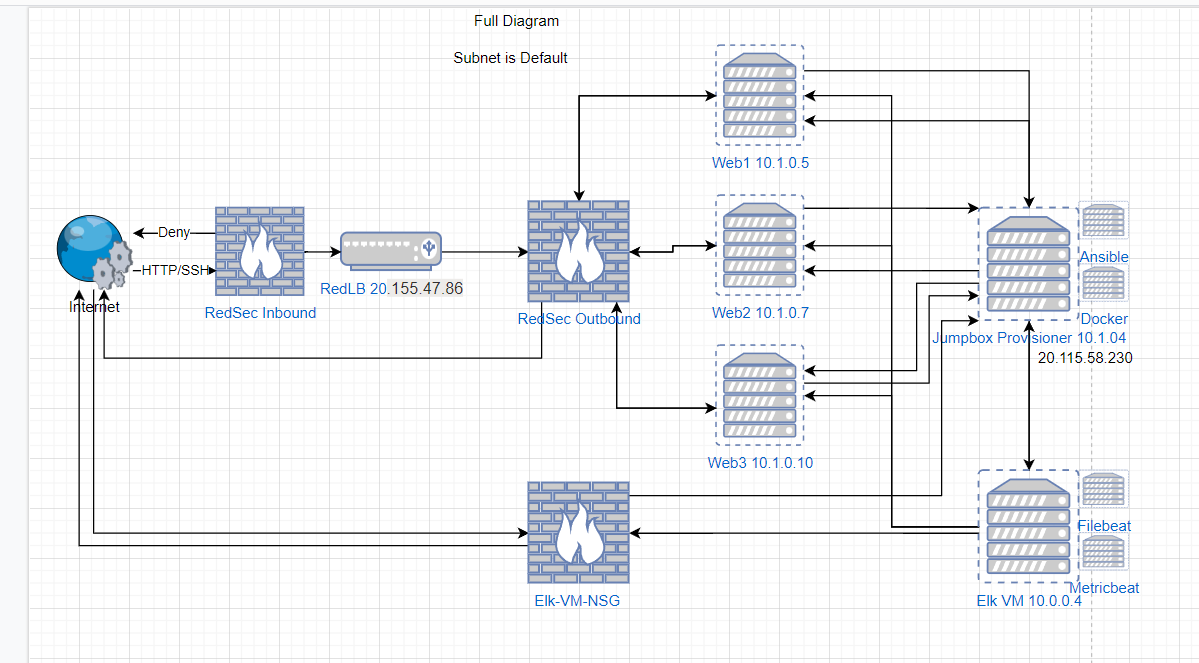 Full Diagram
Subnet is Default
Web1 10.1.0.5
Deny
HTTP/SSH
Internet
RedSec Inbound
RedLB 20.155.47.86
RedSec Outbound
Web2 10.1.0.7
Ansible
Docker
Jumpbox Provisioner 10.1.04
20.115.58.230
Web3 10.1.0.10
Elk-VM-NSG
Filebeat
Metricbeat
Elk VM 10.0.0.4